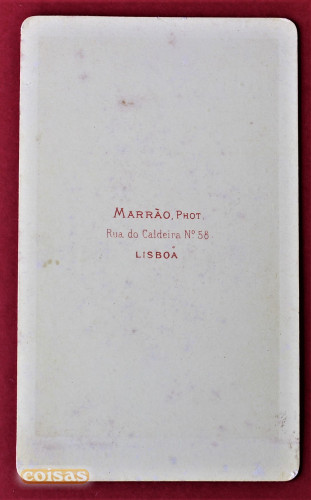 MARRÃO, PHOT.
Rua do Caldeira Nº 58
LISBOA
coisas